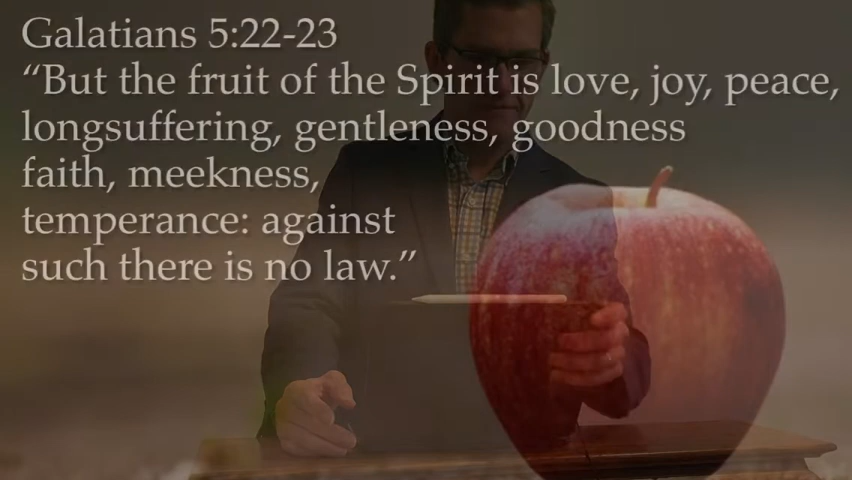 Galatians 5:22-23
“But the fruit of the Spirit is love, joy, peace,
longsuffering, gentleness, goodness
faith, meekness,
temperance: against
such there is no law.”